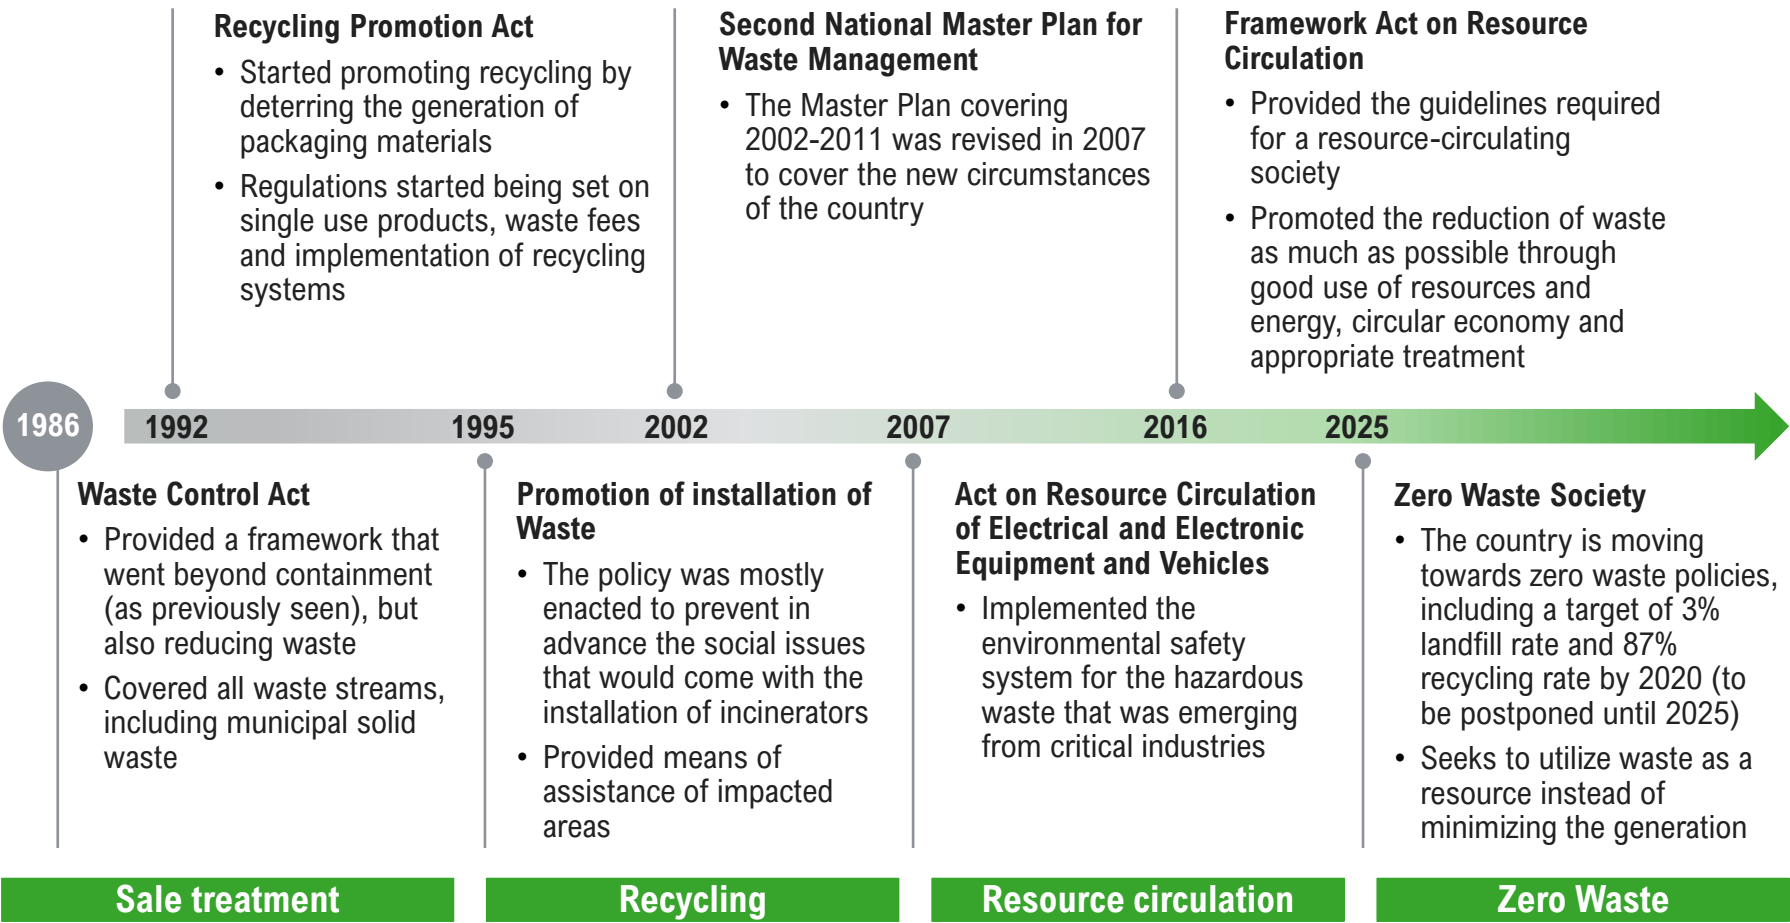 Recycling Promotion Act
• Started promoting recycling by
deterring the generation of
packaging materials
• Regulations started being set on
single use products, waste fees
and implementation of recycling
systems
Second National Master Plan for
Waste Management
• The Master Plan covering
2002-2011 was revised in 2007
to cover the new circumstances
of the country
Framework Act on Resource
Circulation
• Provided the guidelines required
for a resource-circulating
society
• Promoted the reduction of waste
as much as possible through
good use of resources and
energy, circular economy and
appropriate treatment
1986 1992 1995 2002 2007 2016 2025
Waste Control Act
• Provided a framework that
went beyond containment
(as previously seen), but
also reducing waste
• Covered all waste streams,
including municipal solid
waste
Promotion of installation of
Waste
• The policy was mostly
enacted to prevent in
advance the social issues
that would come with the
installation of incinerators
• Provided means of
assistance of impacted
areas
Act on Resource Circulation
of Electrical and Electronic
Equipment and Vehicles
• Implemented the
environmental safety
system for the hazardous
waste that was emerging
from critical industries
Zero Waste Society
• The country is moving
towards zero waste policies,
including a target of 3%
landfill rate and 87%
recycling rate by 2020 (to
be postponed until 2025)
• Seeks to utilize waste as a
resource instead of
minimizing the generation
Sale treatment
Recycling
Resource circulation
Zero Waste